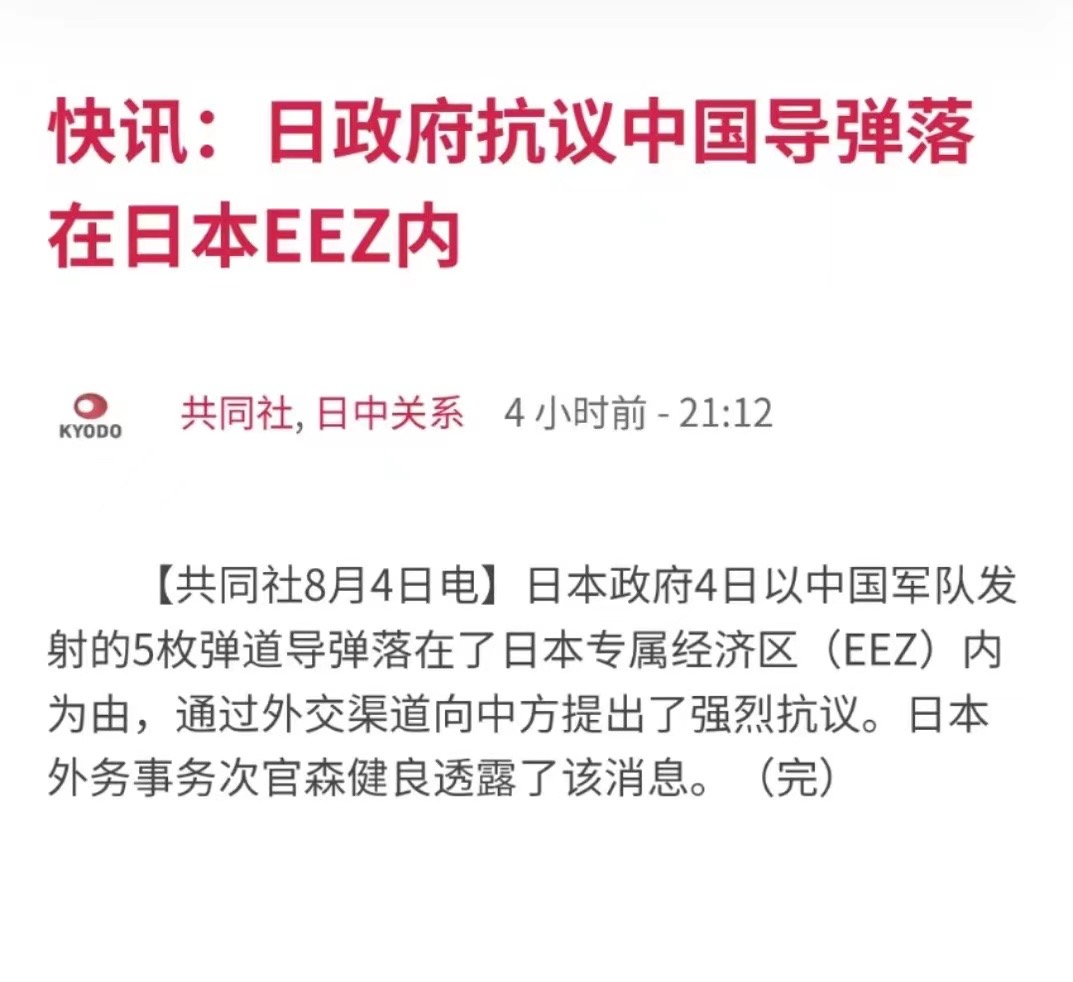 快讯：日政府抗议中国导弹落
在日本EEZ内
KYODO
共同社, 日中关系 4 小时前 - 21:12
【共同社8月4日电】日本政府4日以中国军队发
射的5枚弹道导弹落在了日本专属经济区（EEZ）内
为由，通过外交渠道向中方提出了强烈抗议。日本
外务事务次官森健良透露了该消息。（完）